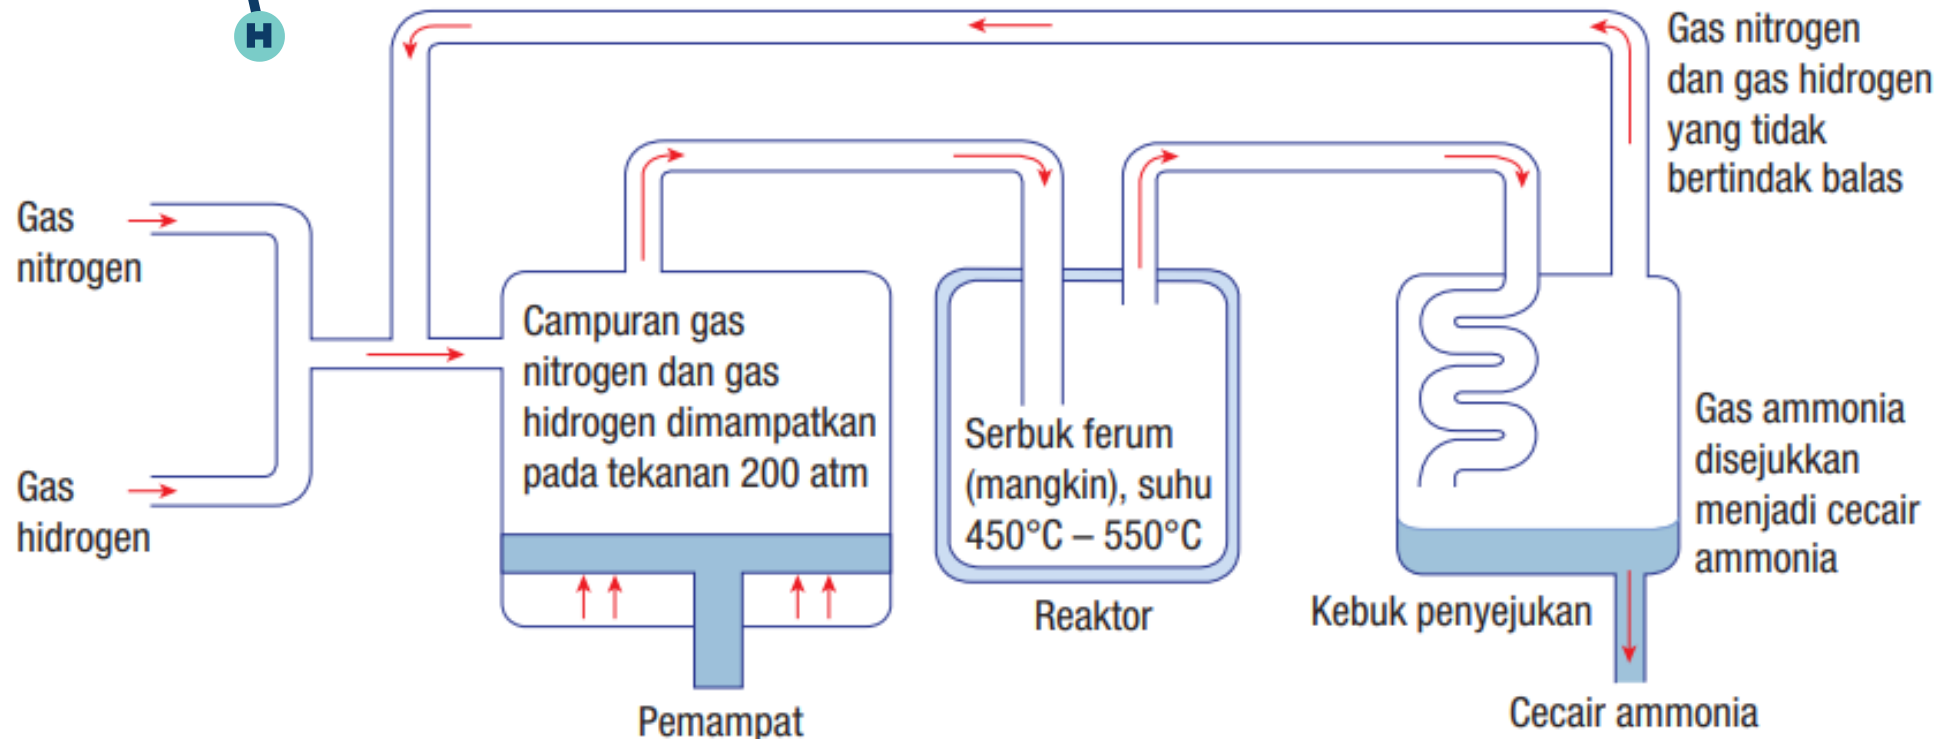 H
Gas nitrogen
dan gas hidrogen
yang tidak
bertindak balas
Gas
nitrogen
Campuran gas
nitrogen dan gas
hidrogen dimampatkan
pada tekanan 200 atm
Gas
hidrogen
Serbuk ferum
(mangkin), suhu
450°C – 550°C
Gas ammonia
disejukkan
menjadi cecair
ammonia
Reaktor
Kebuk penyejukan
Pemampat
Cecair ammonia